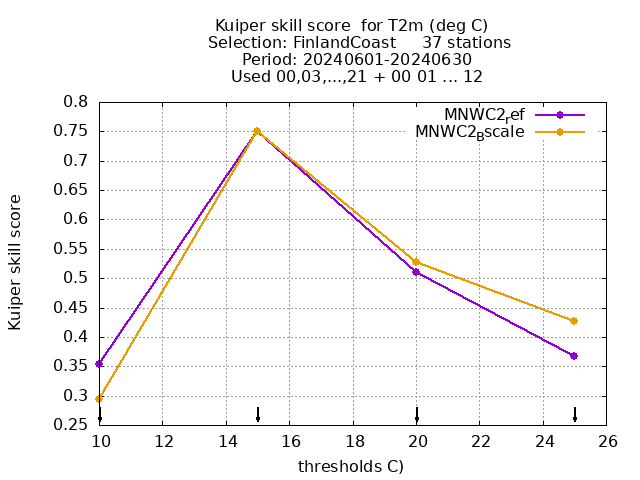 Kuiper skill score  for T2m (deg C)
Selection: FinlandCoast     37 stations
Period: 20240601-20240630
Used 00,03,...,21 + 00 01 ... 12
MNWC2_ref
MNWC2_Bscale
0.8
0.75
0.7
0.65
0.6
0.55
0.5
0.45
0.4
0.35
0.3
0.25
Kuiper skill score
10 12 14 16 18 20 22 24 26
thresholds C)